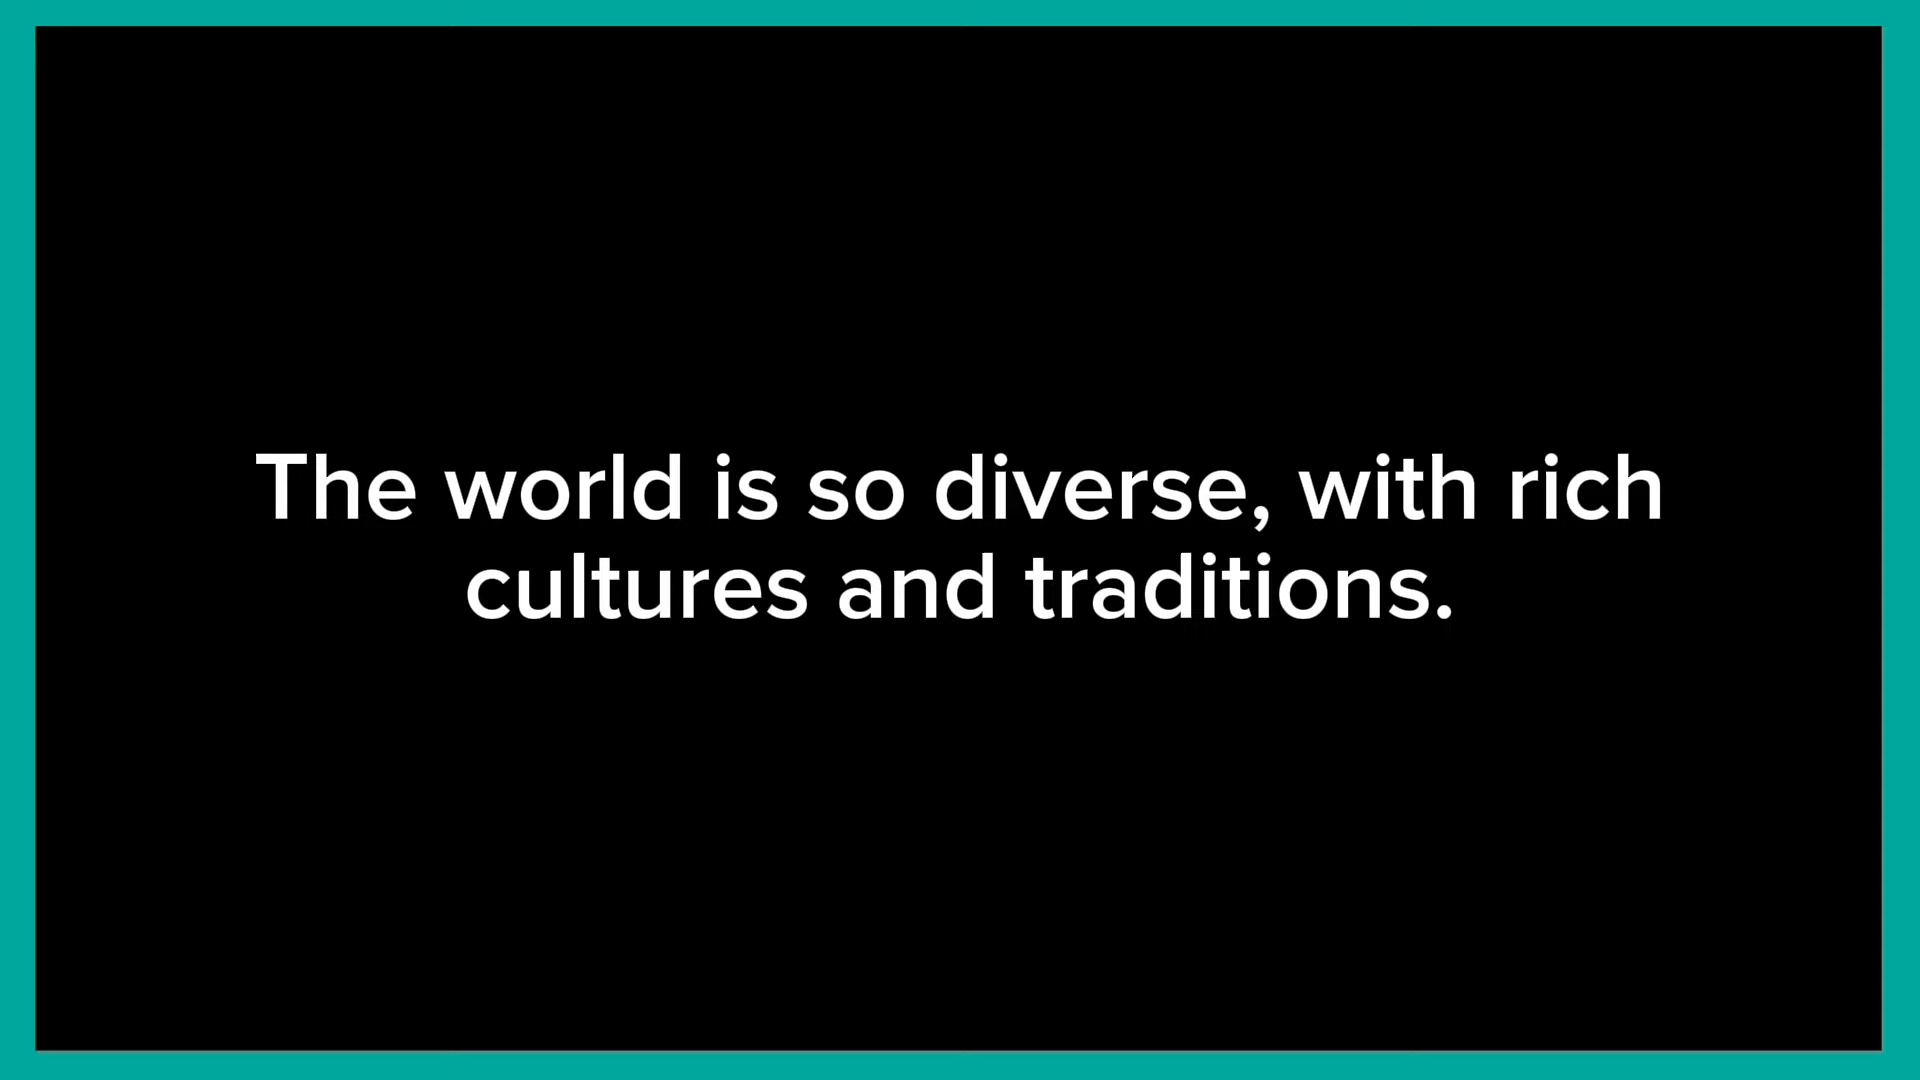 The world is so diverse, with rich
cultures and traditions.